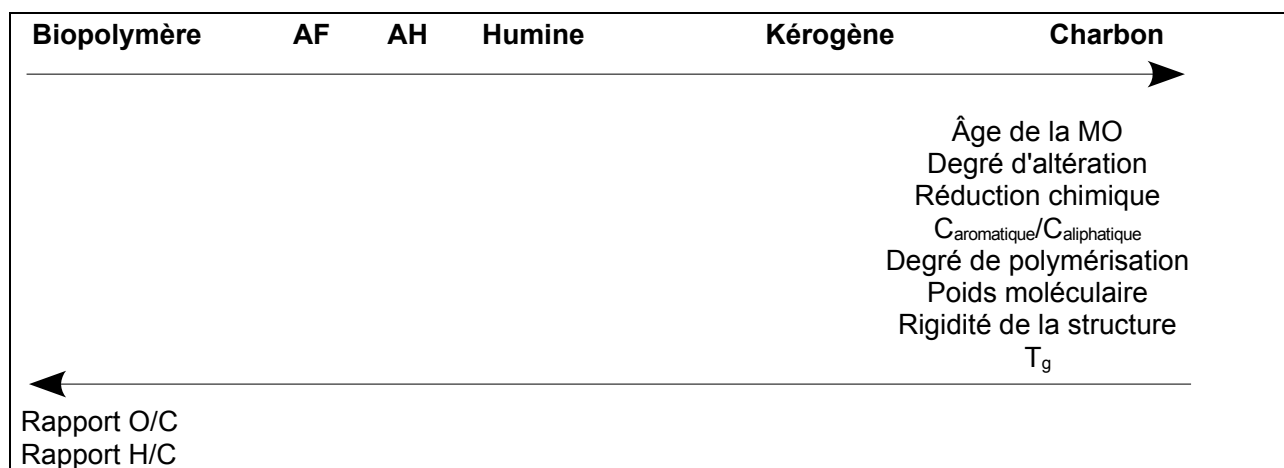 Biopolymère AF AH Humine Kérogène Charbon
Âge de la MO
Degré d'altération
Réduction chimique
Caromatique/Caliphatique
Degré de polymérisation
Poids moléculaire
Rigidité de la structure
Tg
Rapport O/C
Rapport H/C